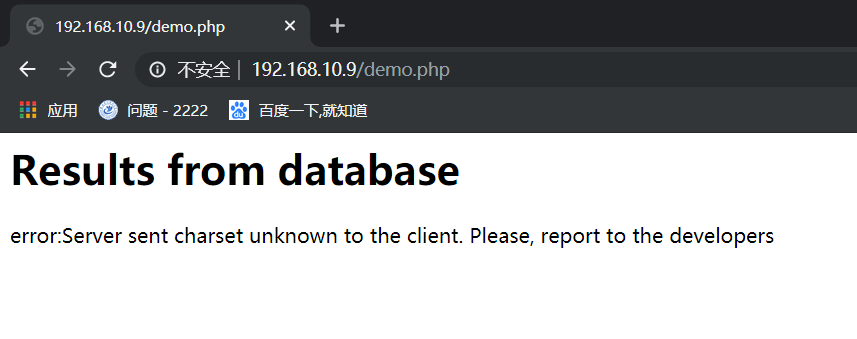 192.168.10.9/demo.php
不安全 192.168.10.9/demo.php
应用 问题 - 2222 百度一下,就知道
Results from database
error:Server sent charset unknown to the client. Please, report to the developers